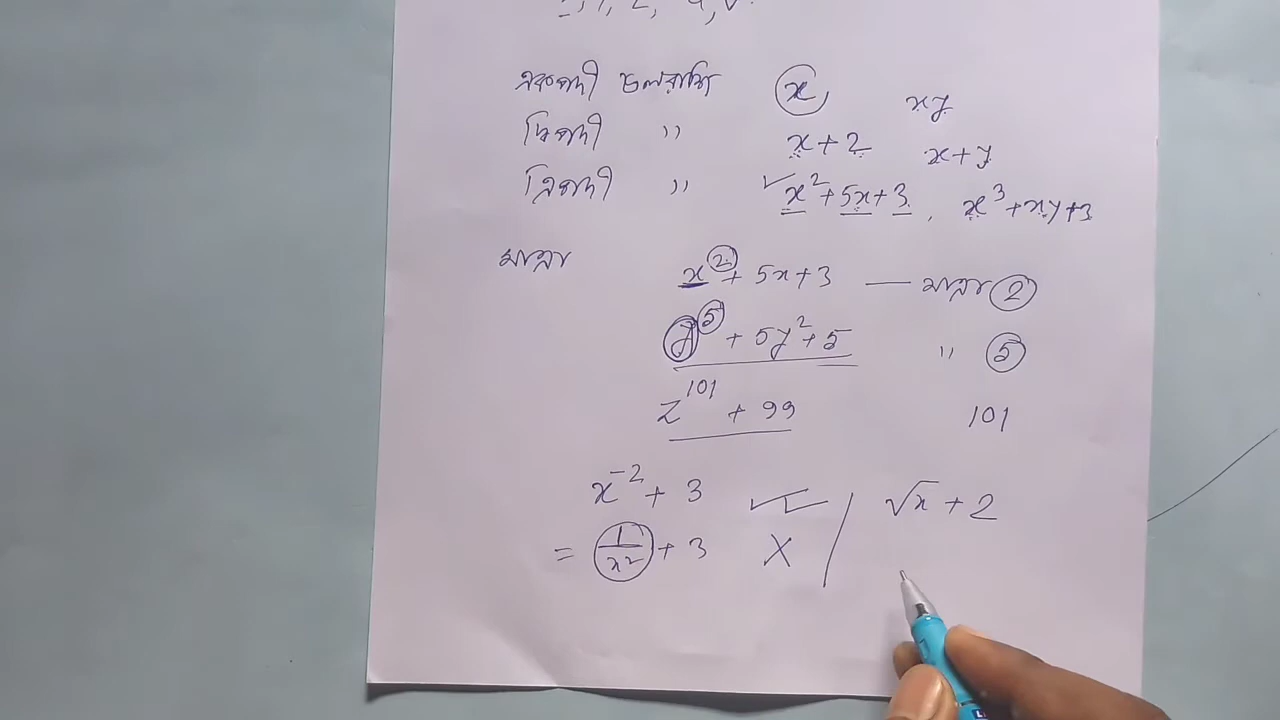 একপদী চলরাশি x, xy
দ্বিপদী " x+2 x+y
ত্রিপদী " ✓x²+5x+3, x³+xy+3
মাত্রা x²+5x+3 — মাত্রা 2
y⁵+5y²+5 " 5
z¹⁰¹+99 101
x⁻²+3 √x+2
= 1/x² + 3 X